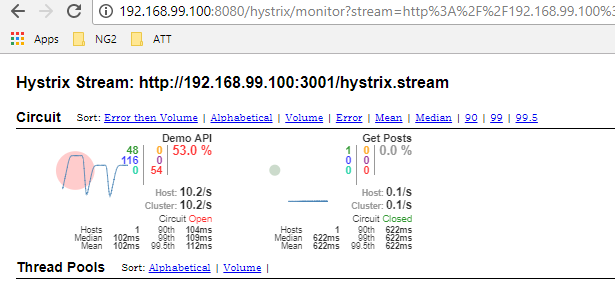 192.168.99.100:8080/hystrix/monitor?stream=http%3A%2F%2F192.168.99.100%3
Apps NG2 ATT
Hystrix Stream: http://192.168.99.100:3001/hystrix.stream
Circuit Sort: Error then Volume | Alphabetical | Volume | Error | Mean | Median | 90 | 99 | 99.5
Demo API
48 0 53.0 %
116 0
0 54
Host: 10.2/s
Cluster: 10.2/s
Circuit Open
Hosts 1 90th 104ms
Median 102ms 99th 109ms
Mean 102ms 99.5th 112ms
Get Posts
1 0 0.0 %
0 0
0 0
Host: 0.1/s
Cluster: 0.1/s
Circuit Closed
Hosts 1 90th 622ms
Median 622ms 99th 622ms
Mean 622ms 99.5th 622ms
Thread Pools Sort: Alphabetical | Volume |